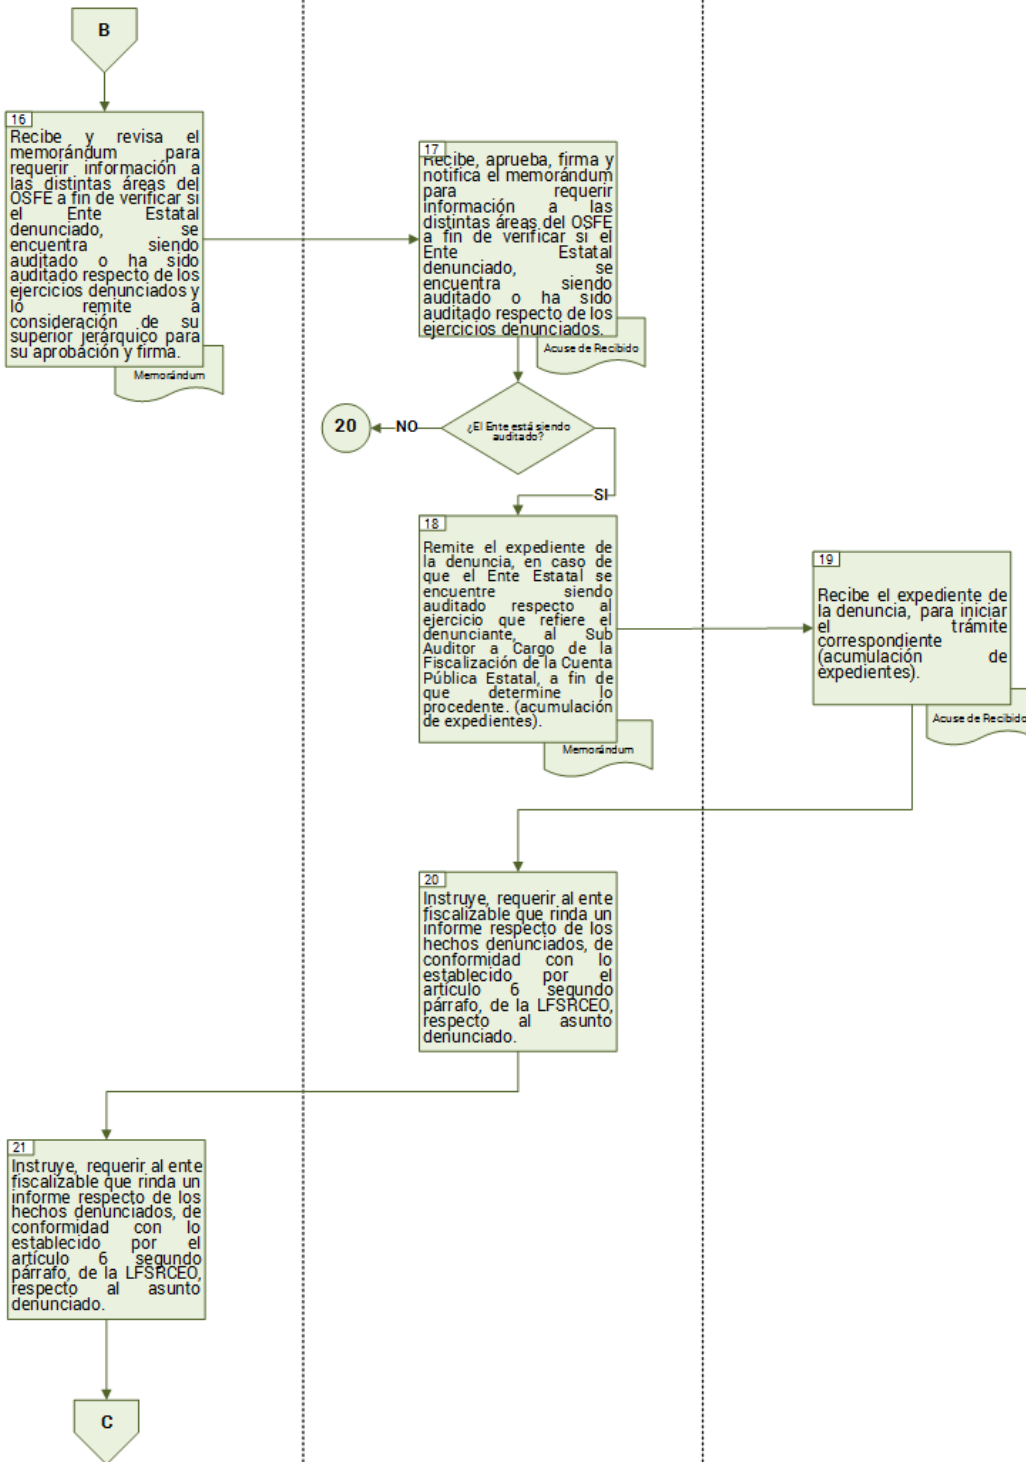 B
16
Recibe y revisa el
memorándum para
requerir información a
las distintas áreas del
OSFE a fin de verificar si
el Ente Estatal
denunciado, se
encuentra siendo
auditado o ha sido
auditado respecto de los
ejercicios denunciados y
lo remite a
consideración de su
superior jerárquico para
su aprobación y firma.
Memorándum
17
Recibe, aprueba, firma y
notifica el memorándum
para requerir
información a las
distintas áreas del OSFE
a fin de verificar si el
Ente Estatal
denunciado, se
encuentra siendo
auditado o ha sido
auditado respecto de los
ejercicios denunciados.
Acuse de Recibido
¿El Ente está siendo
auditado?
NO
20
SI
18
Remite el expediente de
la denuncia, en caso de
que el Ente Estatal se
encuentre siendo
auditado respecto al
ejercicio que refiere el
denunciante, al Sub
Auditor a Cargo de la
Fiscalización de la Cuenta
Pública Estatal, a fin de
que determine lo
procedente. (acumulación
de expedientes).
Memorándum
19
Recibe el expediente de
la denuncia, para iniciar
el trámite
correspondiente
(acumulación de
expedientes).
Acuse de Recibido
20
Instruye, requerir al ente
fiscalizable que rinda un
informe respecto de los
hechos denunciados, de
conformidad con lo
establecido por el
artículo 6 segundo
párrafo, de la LFSRCEO,
respecto al asunto
denunciado.
21
Instruye, requerir al ente
fiscalizable que rinda un
informe respecto de los
hechos denunciados, de
conformidad con lo
establecido por el
artículo 6 segundo
párrafo, de la LFSRCEO,
respecto al asunto
denunciado.
C